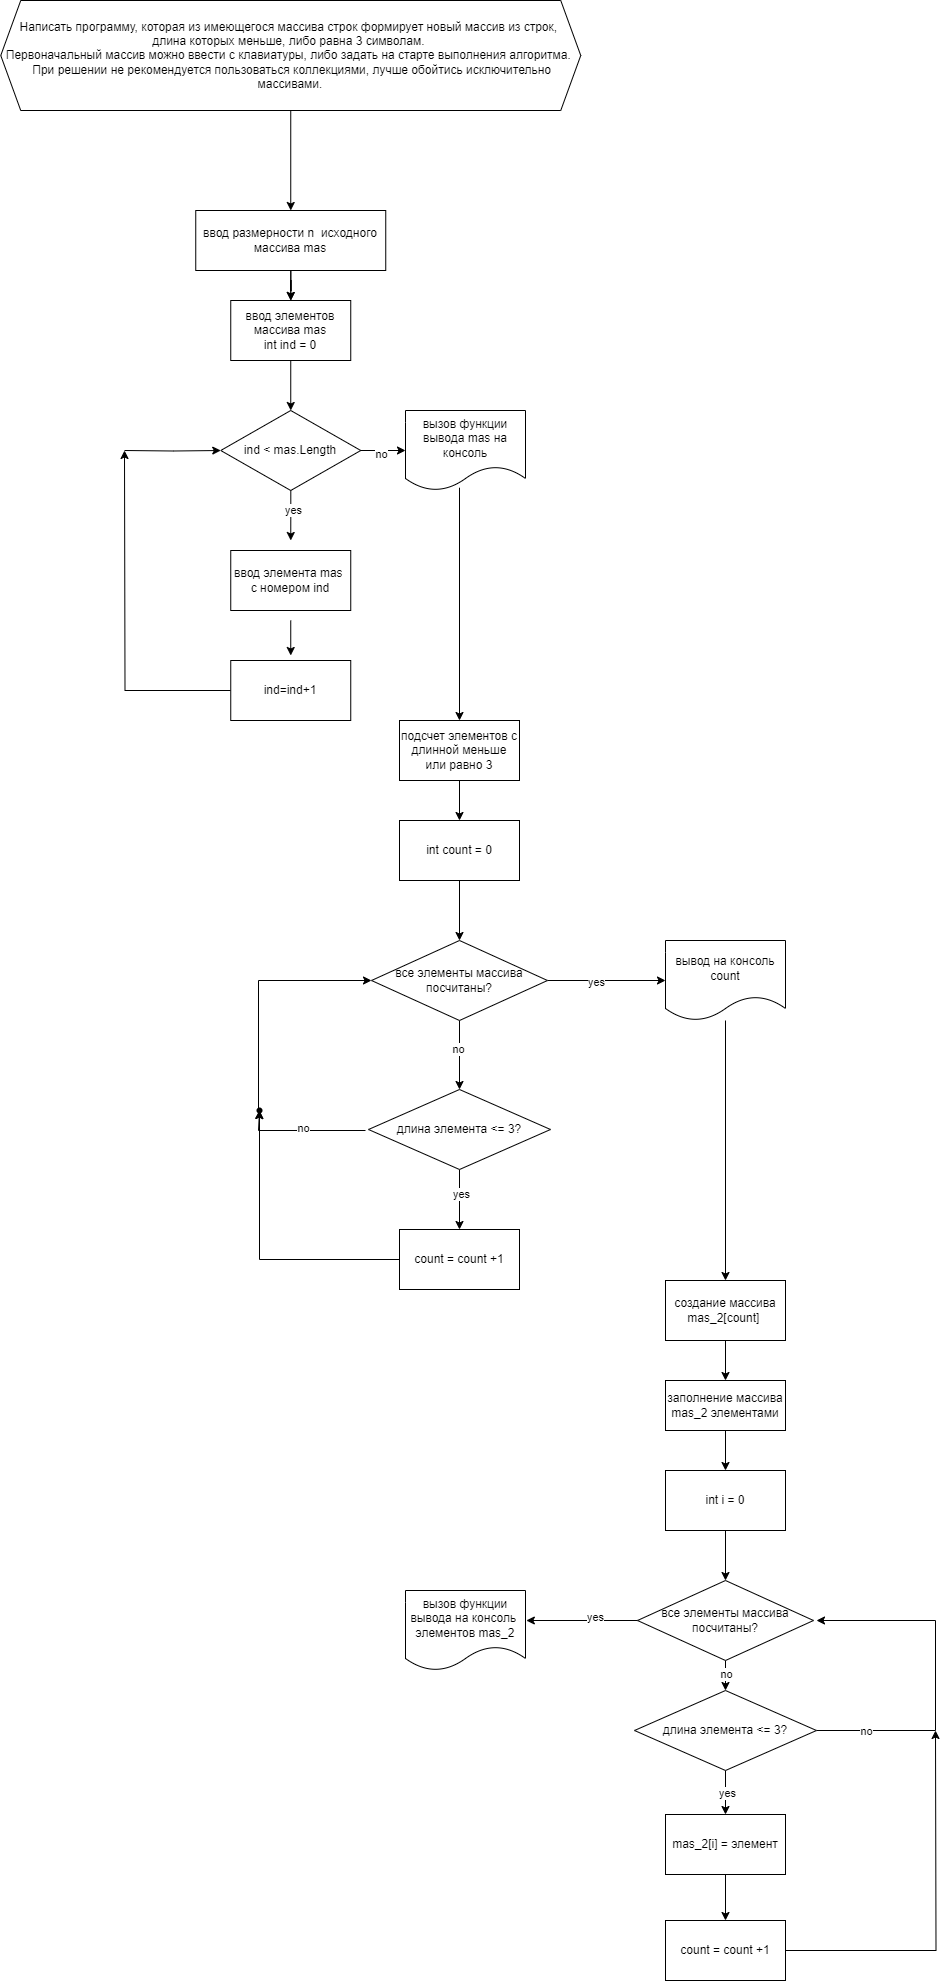 Написать программу, которая из имеющегося массива строк формирует новый массив из строк,
длина которых меньше, либо равна 3 символам.
Первоначальный массив можно ввести с клавиатуры, либо задать на старте выполнения алгоритма.
При решении не рекомендуется пользоваться коллекциями, лучше обойтись исключительно
массивами.
ввод размерности n исходного
массива mas
ввод элементов
массива mas
int ind = 0
ind < mas.Length
no
вызов функции
вывода mas на
консоль
yes
ввод элемента mas
с номером ind
ind=ind+1
подсчет элементов с
длинной меньше
или равно 3
int count = 0
все элементы массива
посчитаны?
yes
вывод на консоль
count
no
длина элемента <= 3?
no
yes
count = count +1
создание массива
mas_2[count]
заполнение массива
mas_2 элементами
int i = 0
вызов функции
вывода на консоль
элементов mas_2
yes
все элементы массива
посчитаны?
no
длина элемента <= 3?
no
yes
mas_2[i] = элемент
count = count +1